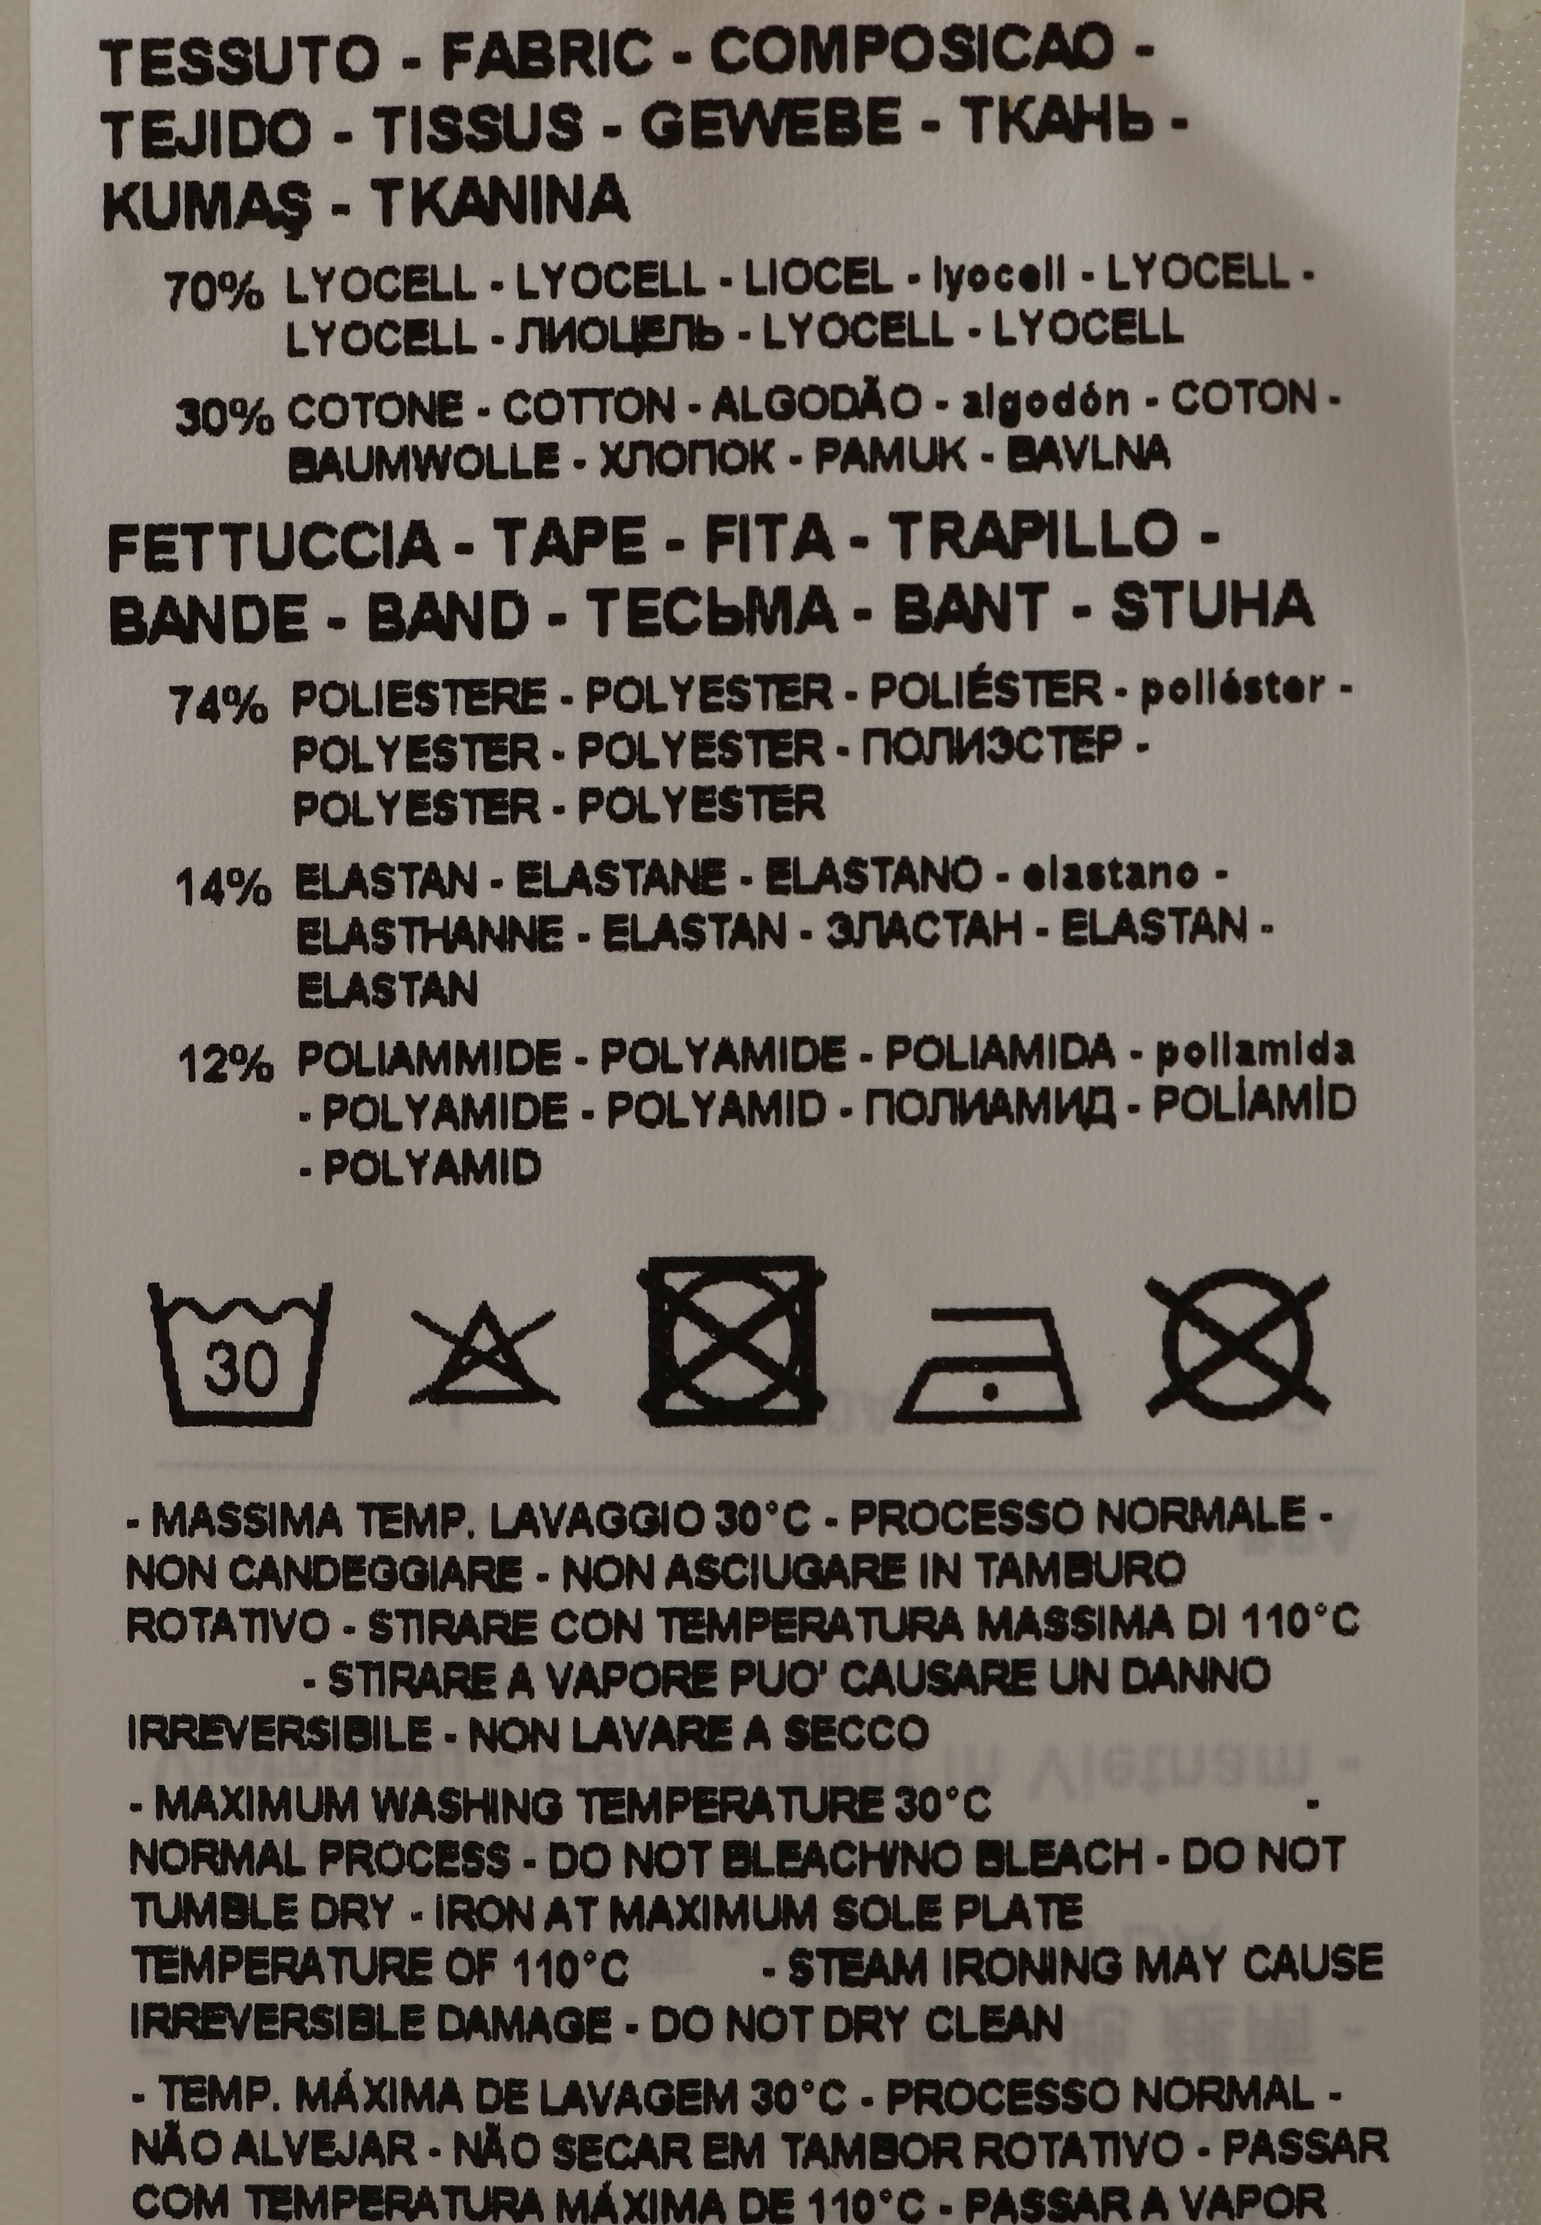 TESSUTO - FABRIC - COMPOSICAO -
TEJIDO - TISSUS - GEWEBE - ТКАНЬ -
KUMAŞ - TKANINA
70% LYOCELL - LYOCELL - LIOCEL - lyocell - LYOCELL -
LYOCELL - ЛИОЦЕЛЬ - LYOCELL - LYOCELL
30% COTONE - COTTON - ALGODÃO - algodón - COTON -
BAUMWOLLE - ХЛОПОК - PAMUK - BAVLNA
FETTUCCIA - TAPE - FITA - TRAPILLO -
BANDE - BAND - ТЕСЬМА - BANT - STUHA
74% POLIESTERE - POLYESTER - POLIÉSTER - poliéster -
POLYESTER - POLYESTER - ПОЛИЭСТЕР -
POLYESTER - POLYESTER
14% ELASTAN - ELASTANE - ELASTANO - elastano -
ELASTHANNE - ELASTAN - ЭЛАСТАН - ELASTAN -
ELASTAN
12% POLIAMMIDE - POLYAMIDE - POLIAMIDA - poliamida
- POLYAMIDE - POLYAMID - ПОЛИАМИД - POLİAMİD
- POLYAMID
30
- MASSIMA TEMP. LAVAGGIO 30°C - PROCESSO NORMALE -
NON CANDEGGIARE - NON ASCIUGARE IN TAMBURO
ROTATIVO - STIRARE CON TEMPERATURA MASSIMA DI 110°C
- STIRARE A VAPORE PUO' CAUSARE UN DANNO
IRREVERSIBILE - NON LAVARE A SECCO
- MAXIMUM WASHING TEMPERATURE 30°C -
NORMAL PROCESS - DO NOT BLEACH/NO BLEACH - DO NOT
TUMBLE DRY - IRON AT MAXIMUM SOLE PLATE
TEMPERATURE OF 110°C - STEAM IRONING MAY CAUSE
IRREVERSIBLE DAMAGE - DO NOT DRY CLEAN
- TEMP. MÁXIMA DE LAVAGEM 30°C - PROCESSO NORMAL -
NÃO ALVEJAR - NÃO SECAR EM TAMBOR ROTATIVO - PASSAR
COM TEMPERATURA MÁXIMA DE 110°C - PASSAR A VAPOR